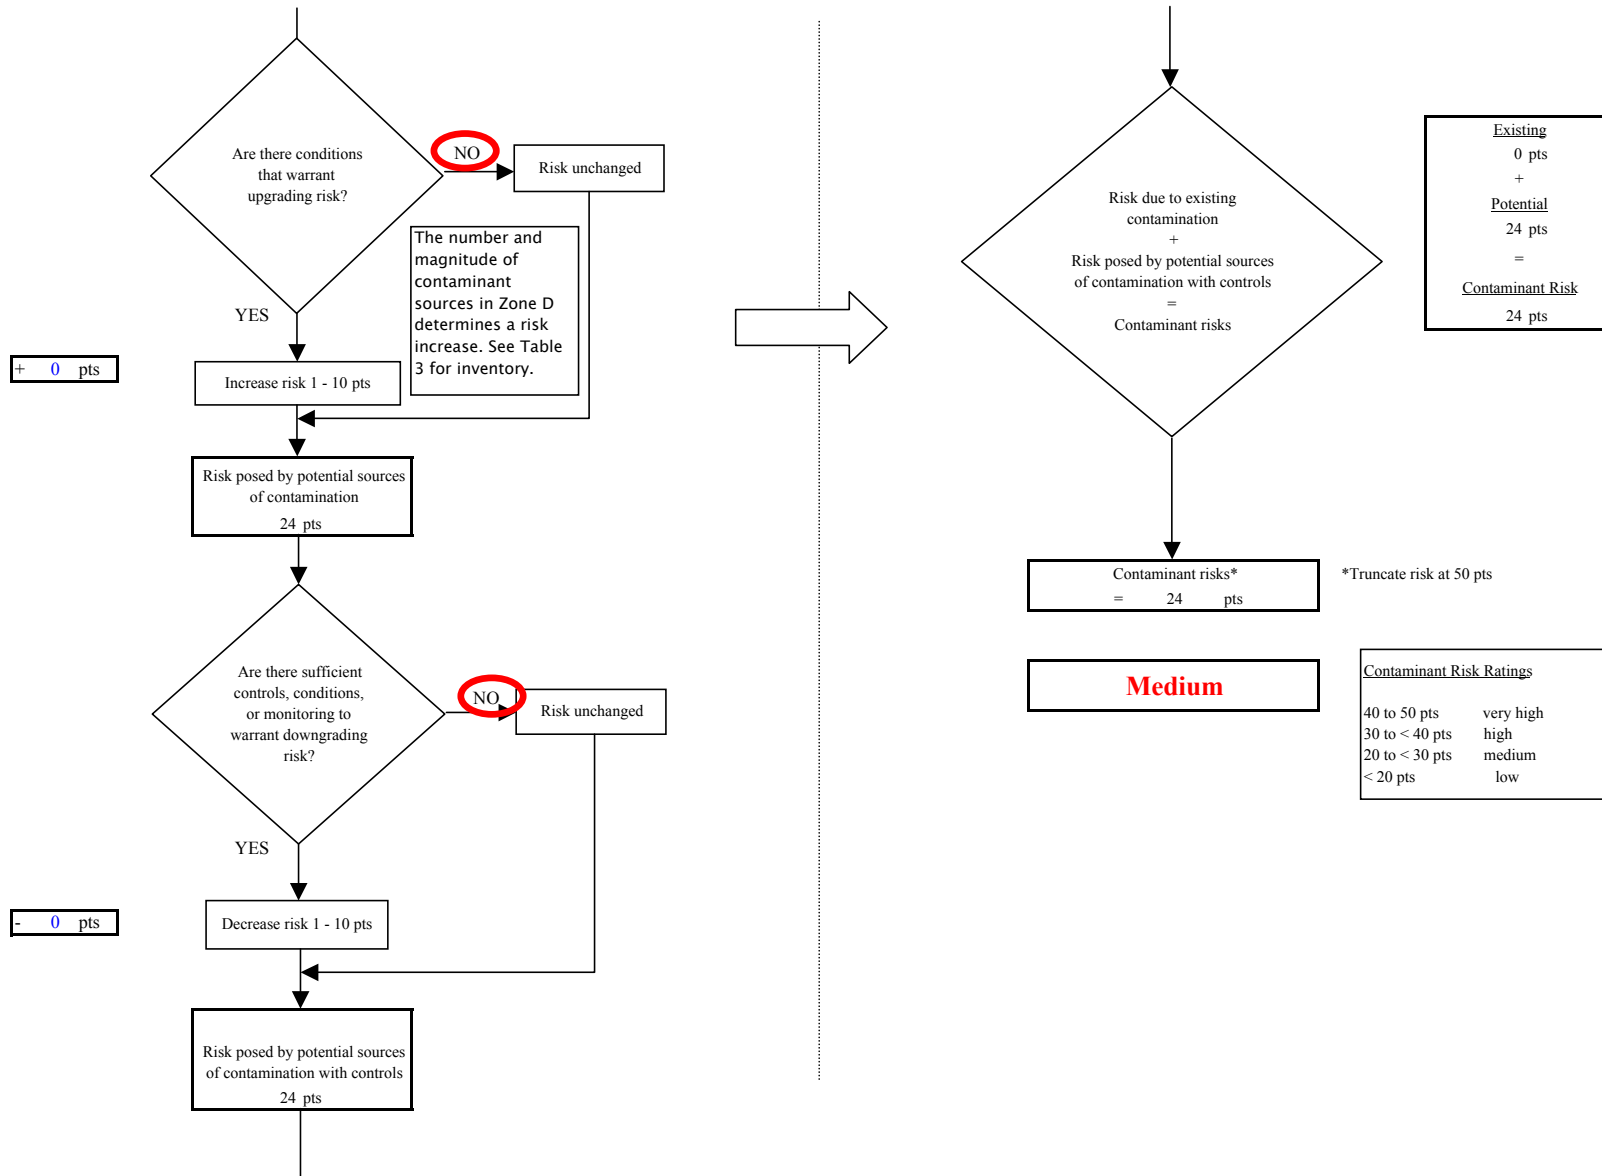 Are there conditions
that warrant
upgrading risk?
NO
Risk unchanged
The number and
magnitude of
contaminant
sources in Zone D
determines a risk
increase. See Table
3 for inventory.
YES
+ 0 pts
Increase risk 1 - 10 pts
Risk posed by potential sources
of contamination
24 pts
Are there sufficient
controls, conditions,
or monitoring to
warrant downgrading
risk?
NO
Risk unchanged
YES
- 0 pts
Decrease risk 1 - 10 pts
Risk posed by potential sources
of contamination with controls
24 pts
Risk due to existing
contamination
+
Risk posed by potential sources
of contamination with controls
=
Contaminant risks
Existing
0 pts
+
Potential
24 pts
=
Contaminant Risk
24 pts
Contaminant risks*
= 24 pts
*Truncate risk at 50 pts
Medium
Contaminant Risk Ratings
40 to 50 pts very high
30 to < 40 pts high
20 to < 30 pts medium
< 20 pts low